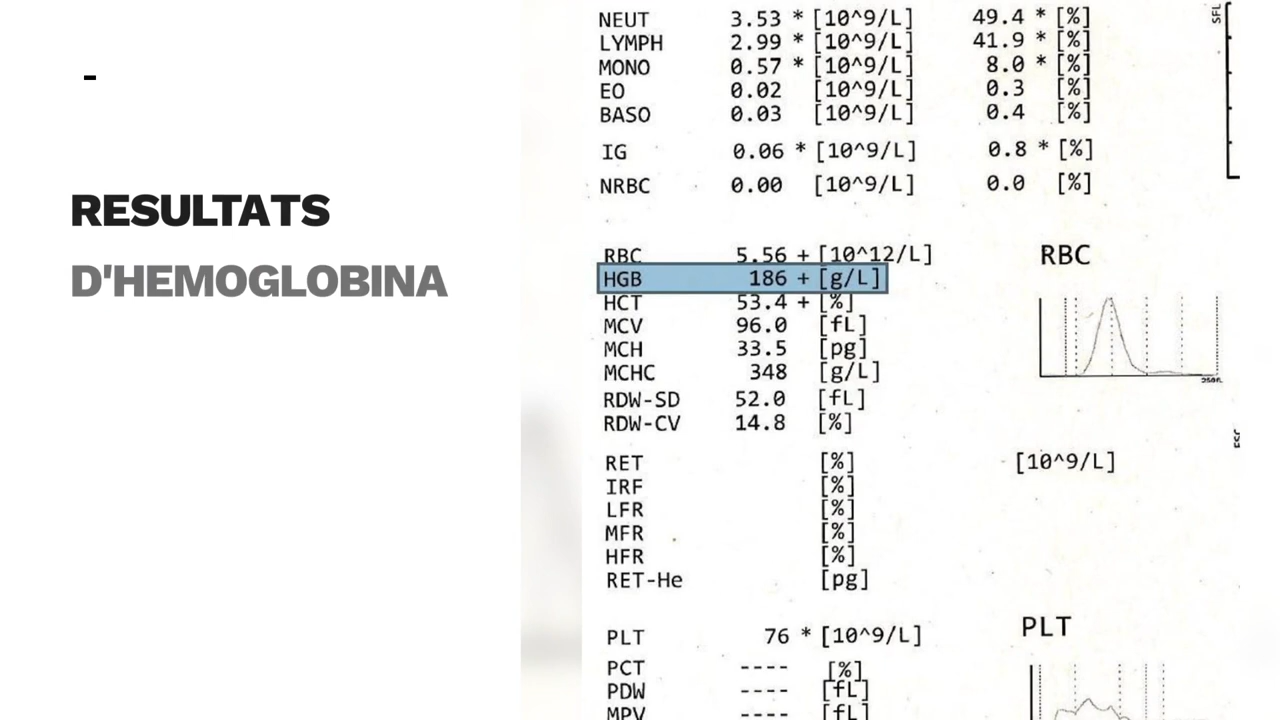 -
RESULTATS
D'HEMOGLOBINA
NEUT 3.53 * [10^9/L] 49.4 * [%]
LYMPH 2.99 * [10^9/L] 41.9 * [%]
MONO 0.57 * [10^9/L] 8.0 * [%]
EO 0.02 [10^9/L] 0.3 [%]
BASO 0.03 [10^9/L] 0.4 [%]
IG 0.06 * [10^9/L] 0.8 * [%]
NRBC 0.00 [10^9/L] 0.0 [%]
RBC 5.56 + [10^12/L]
HGB 186 + [g/L]
HCT 53.4 + [%]
MCV 96.0 [fL]
MCH 33.5 [pg]
MCHC 348 [g/L]
RDW-SD 52.0 [fL]
RDW-CV 14.8 [%]
RET [%] [10^9/L]
IRF [%]
LFR [%]
MFR [%]
HFR [%]
RET-He [pg]
PLT 76 * [10^9/L]
PCT ---- [%]
PDW ---- [fL]
MPV ---- [fL]
SFL
RBC
250fL
FSC
PLT